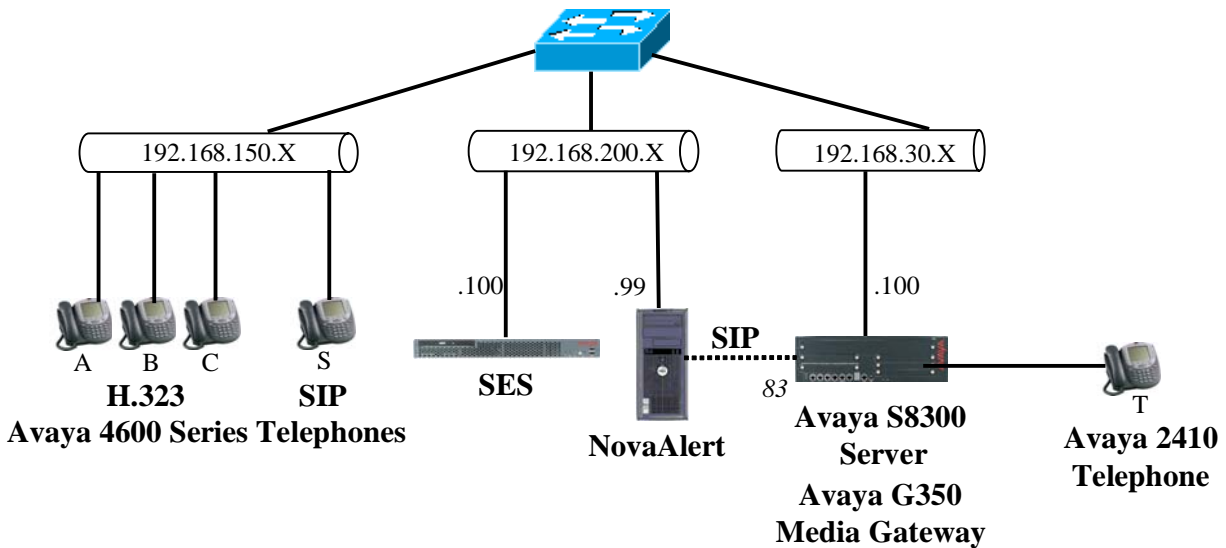 192.168.150.X
192.168.200.X
192.168.30.X
.100
.99
.100
A
B
C
S
H.323
SIP
Avaya 4600 Series Telephones
SES
NovaAlert
SIP
83
Avaya S8300
Server
Avaya G350
Media Gateway
T
Avaya 2410
Telephone